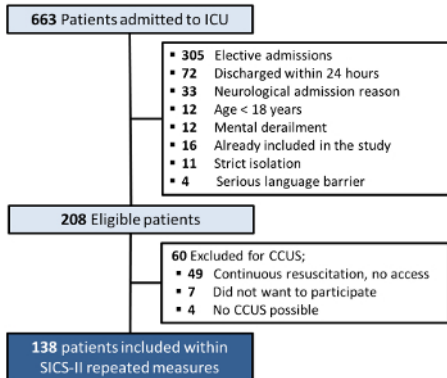 663 Patients admitted to ICU
▪ 305 Elective admissions
▪ 72 Discharged within 24 hours
▪ 33 Neurological admission reason
▪ 12 Age < 18 years
▪ 12 Mental derailment
▪ 16 Already included in the study
▪ 11 Strict isolation
▪ 4 Serious language barrier
208 Eligible patients
60 Excluded for CCUS;
▪ 49 Continuous resuscitation, no access
▪ 7 Did not want to participate
▪ 4 No CCUS possible
138 patients included within
SICS-II repeated measures